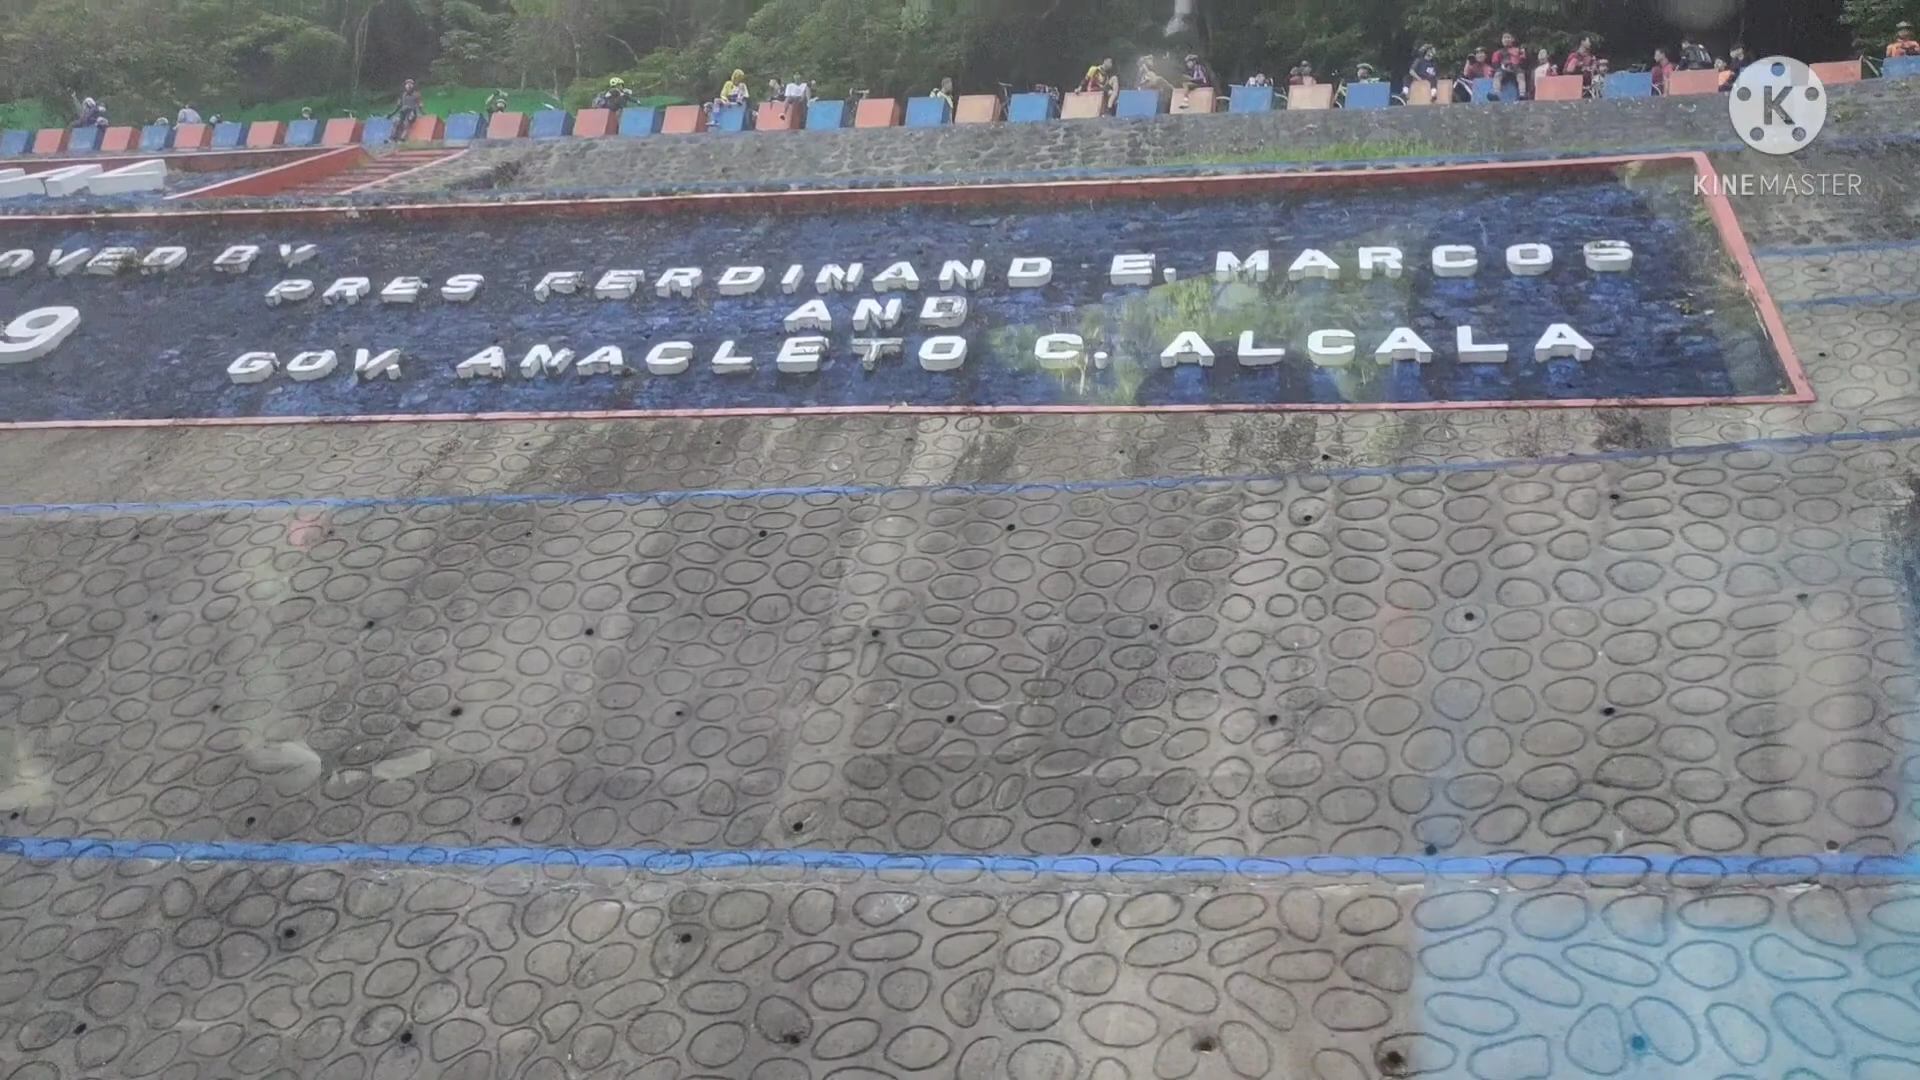 OVED BY
PRES FERDINAND E. MARCOS
AND
9
GOV. ANACLETO C. ALCALA
K
KINEMASTER